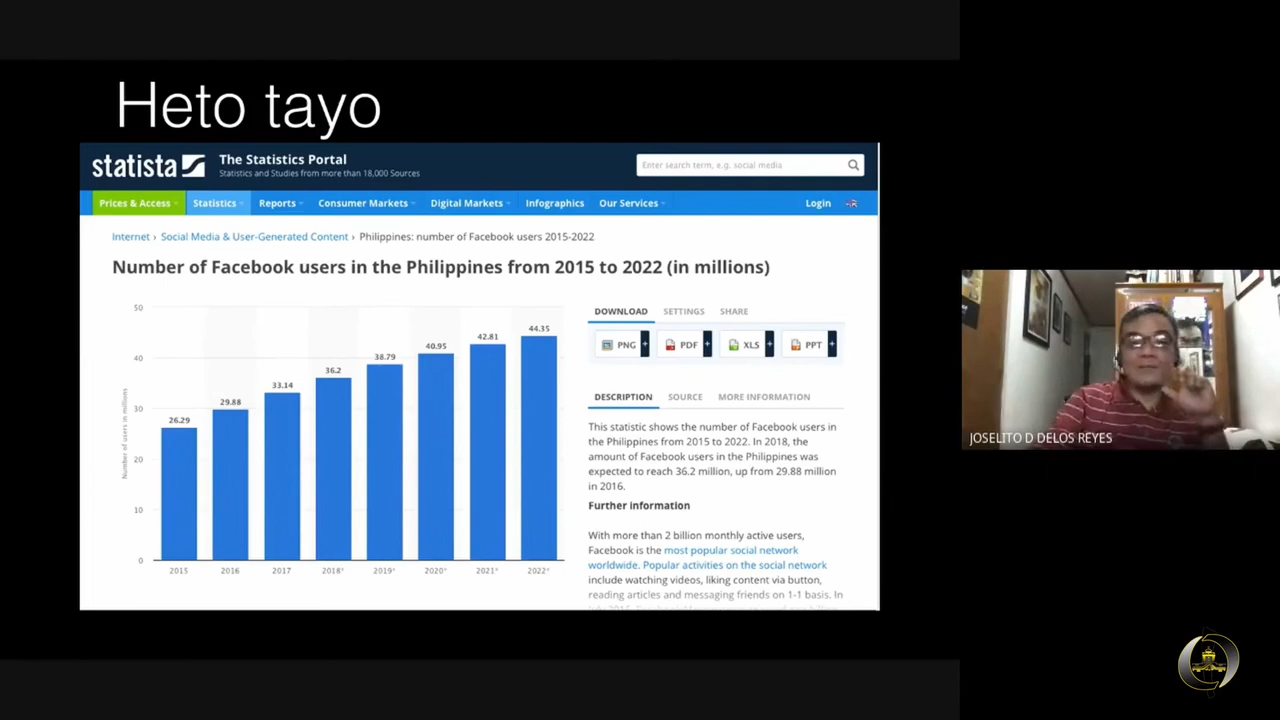 Heto tayo
statista
The Statistics Portal
Statistics and Studies from more than 18,000 Sources
Enter search term, e.g. social media
Prices & Access
Statistics
Reports
Consumer Markets
Digital Markets
Infographics
Our Services
Login
Internet › Social Media & User-Generated Content › Philippines: number of Facebook users 2015-2022
Number of Facebook users in the Philippines from 2015 to 2022 (in millions)
Number of users in millions
50
40
30
20
10
0
26.29
29.88
33.14
36.2
38.79
40.95
42.81
44.35
2015
2016
2017
2018*
2019*
2020*
2021*
2022*
DOWNLOAD
SETTINGS
SHARE
PNG +
PDF +
XLS +
PPT +
DESCRIPTION
SOURCE
MORE INFORMATION
This statistic shows the number of Facebook users in
the Philippines from 2015 to 2022. In 2018, the
amount of Facebook users in the Philippines was
expected to reach 36.2 million, up from 29.88 million
in 2016.
Further information
With more than 2 billion monthly active users,
Facebook is the most popular social network
worldwide. Popular activities on the social network
include watching videos, liking content via button,
reading articles and messaging friends on 1-1 basis. In
JOSELITO D DELOS REYES